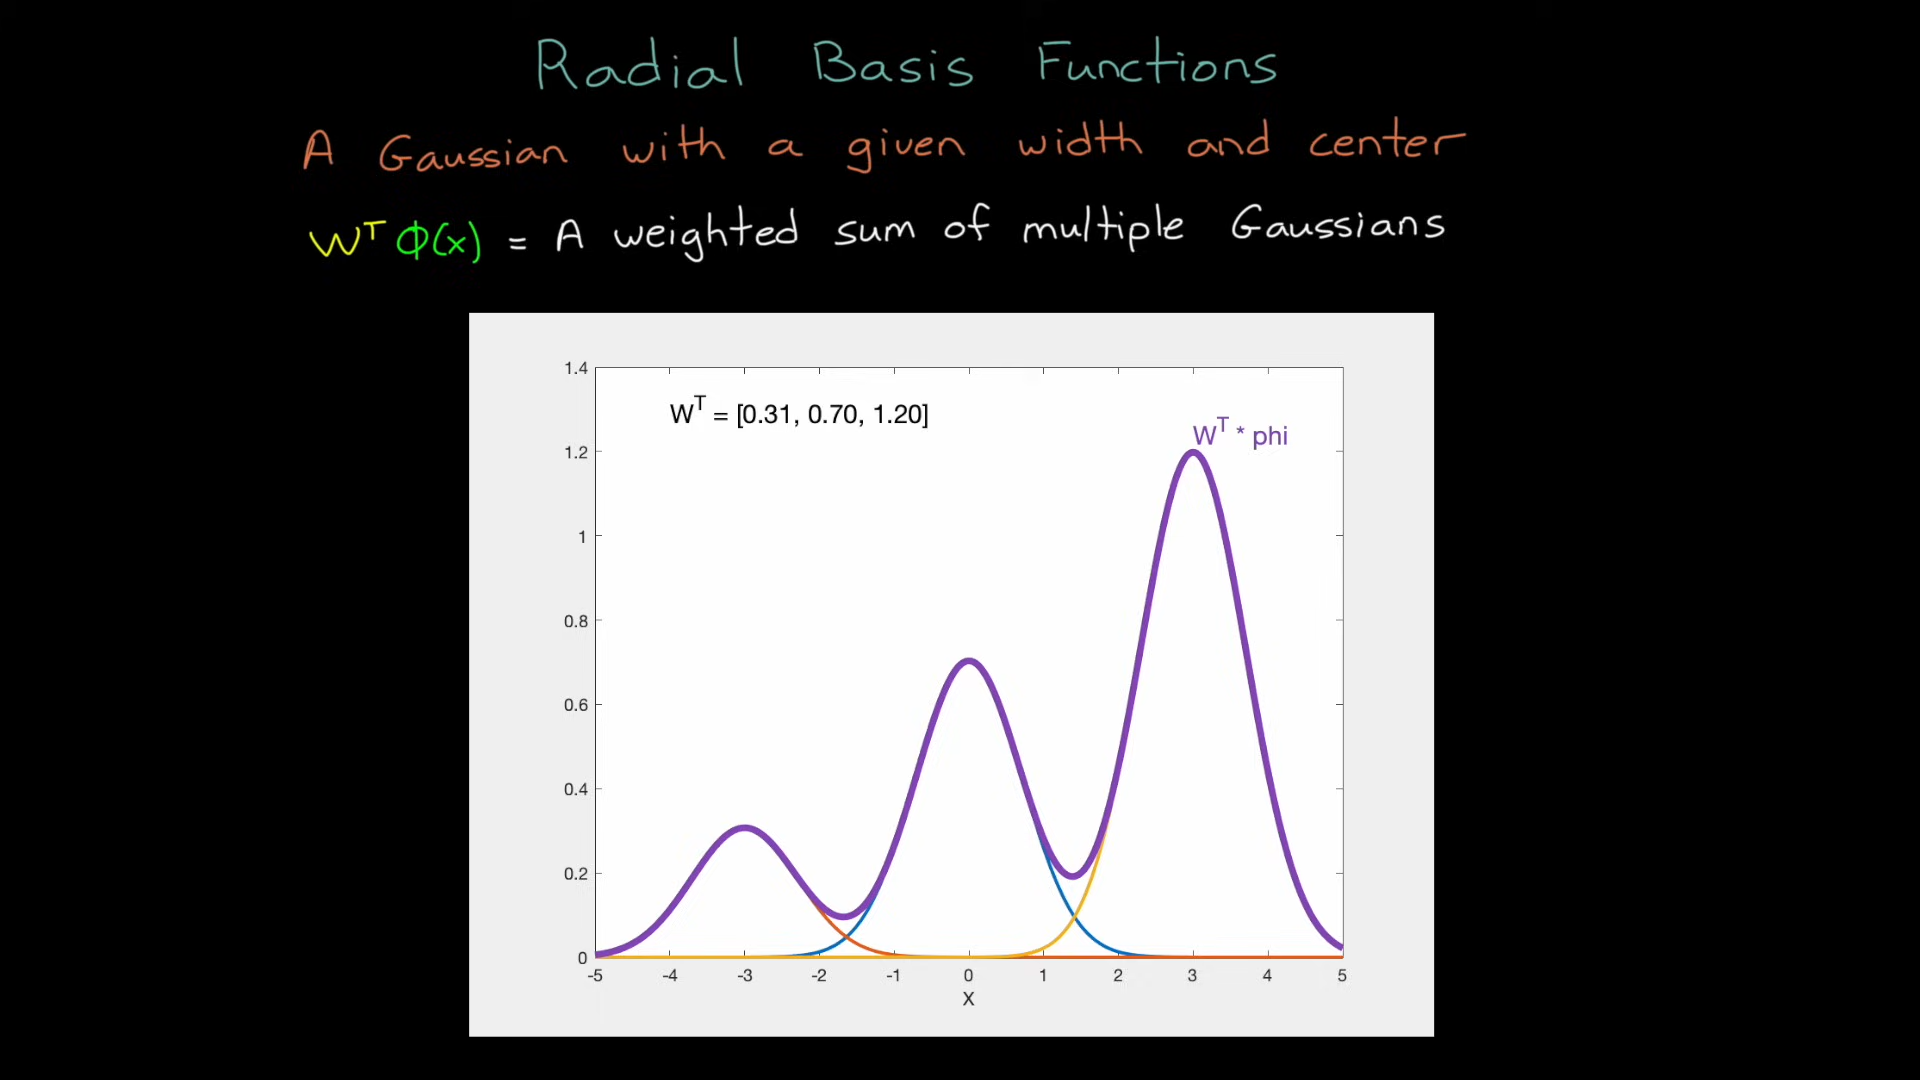 Radial Basis Functions
A Gaussian with a given width and center
Wᵀ Φ(x) = A weighted sum of multiple Gaussians
1.4
Wᵀ = [0.31, 0.70, 1.20]
Wᵀ * phi
1.2
1
0.8
0.6
0.4
0.2
0
-5 -4 -3 -2 -1 0 1 2 3 4 5
X